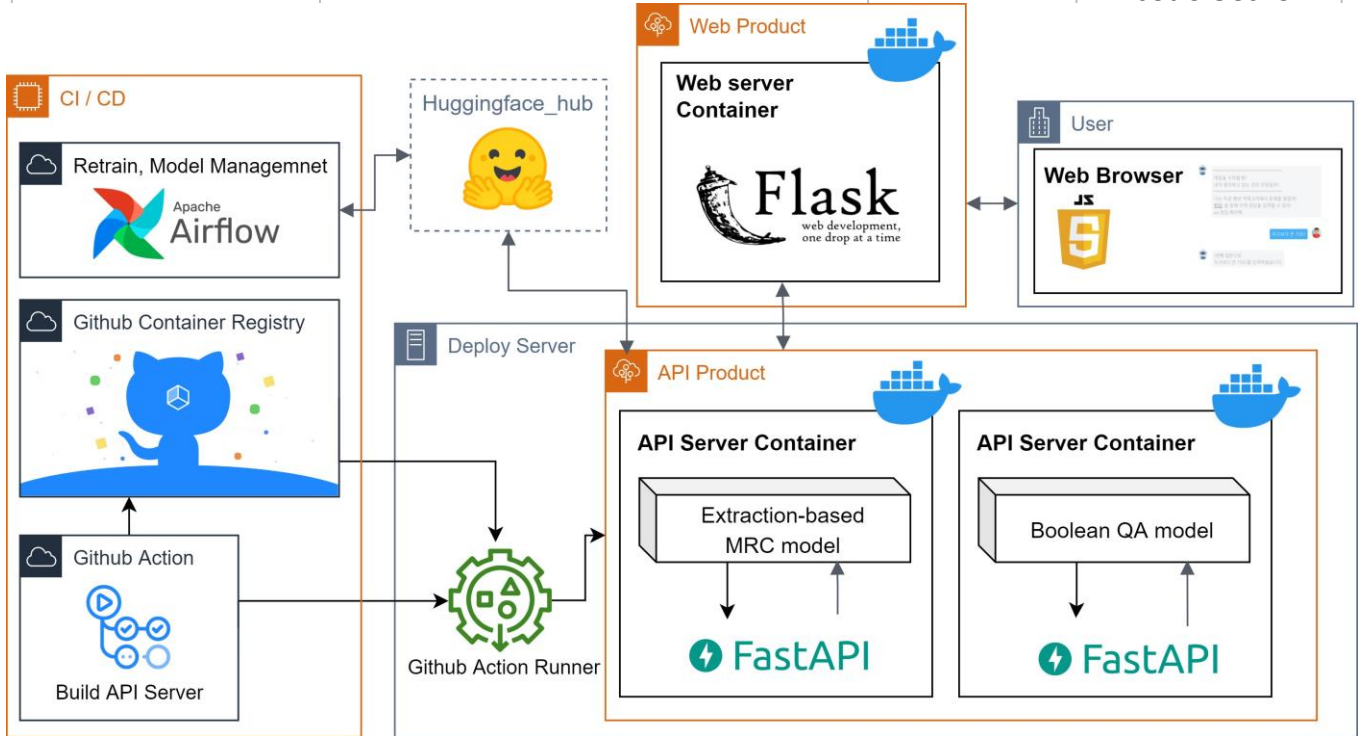 Web Product
Web server
Container
Flask
web development,
one drop at a time
CI / CD
Retrain, Model Managemnet
Apache
Airflow
Huggingface_hub
User
Web Browser
JS
5
Github Container Registry
Deploy Server
API Product
API Server Container
Extraction-based
MRC model
FastAPI
API Server Container
Boolean QA model
FastAPI
Github Action
Build API Server
Github Action Runner